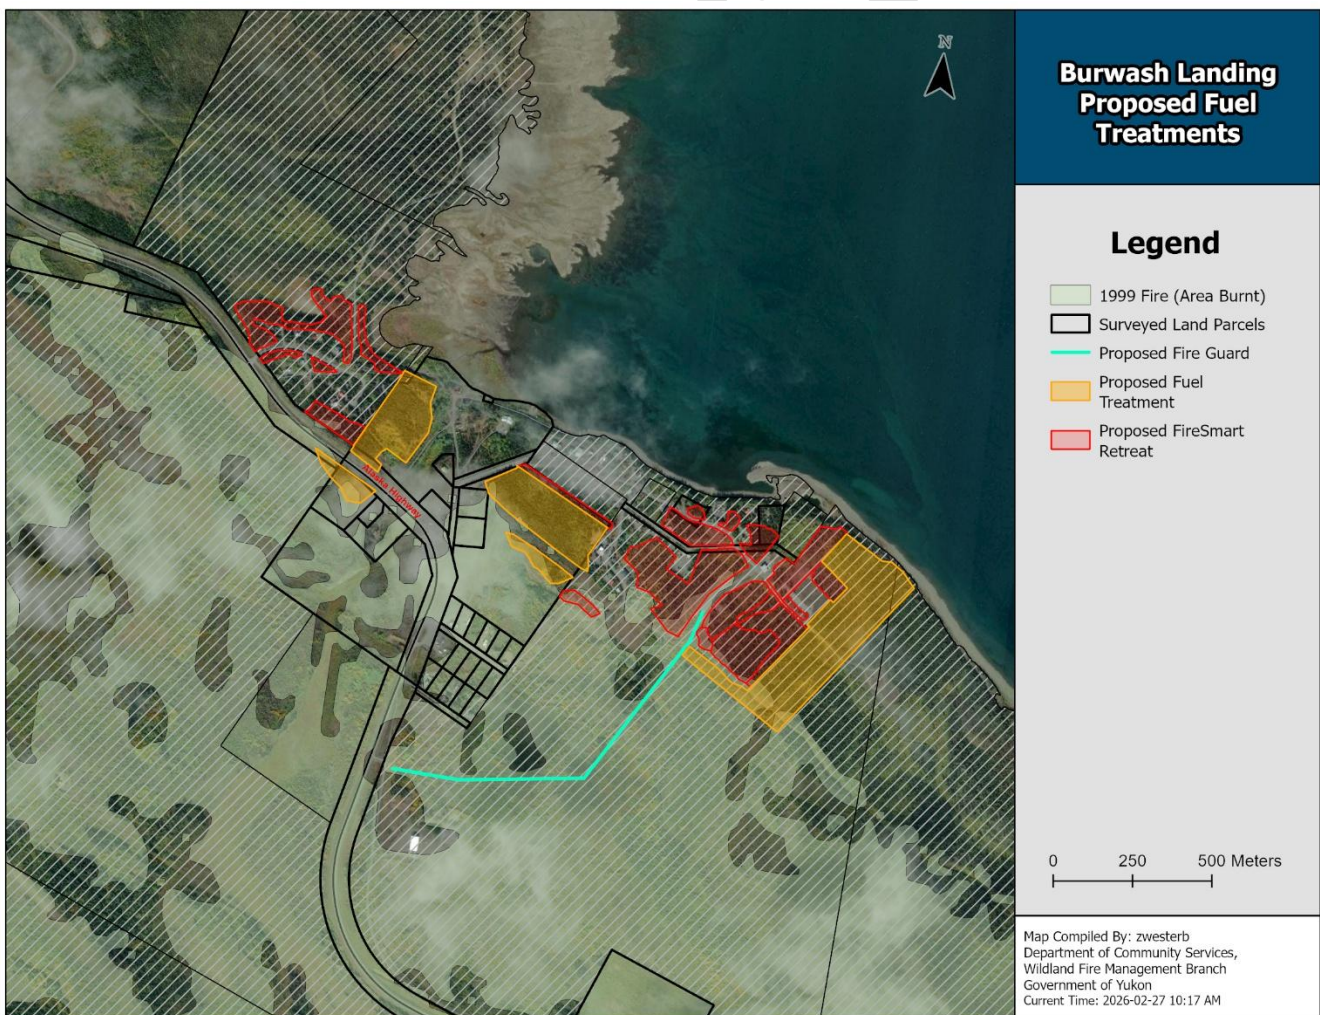 N
Alaska Highway
Burwash Landing
Proposed Fuel
Treatments
Legend
1999 Fire (Area Burnt)
Surveyed Land Parcels
Proposed Fire Guard
Proposed Fuel
Treatment
Proposed FireSmart
Retreat
0 250 500 Meters
Map Compiled By: zwesterb
Department of Community Services,
Wildland Fire Management Branch
Government of Yukon
Current Time: 2026-02-27 10:17 AM